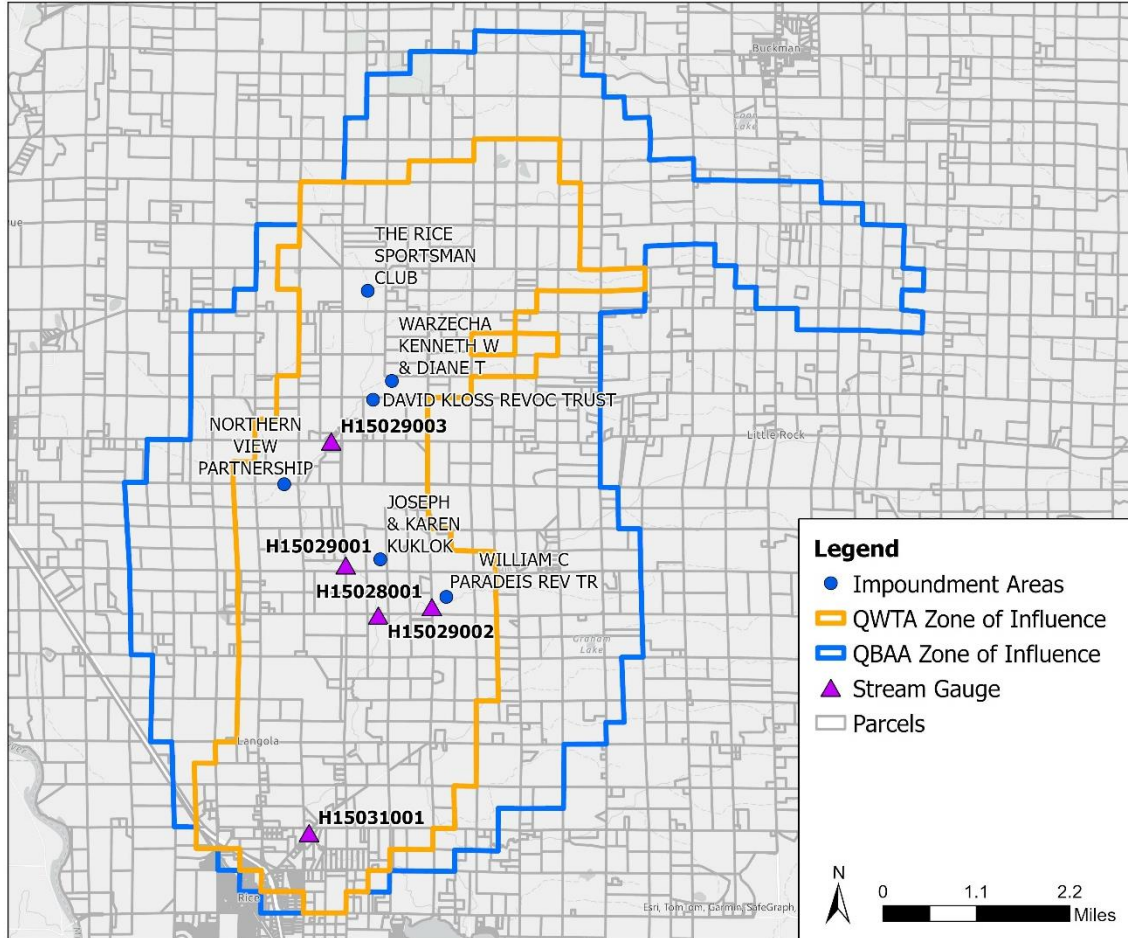 Buckman
THE RICE
SPORTSMAN
CLUB
WARZECHA
KENNETH W
& DIANE T
DAVID KLOSS REVOC TRUST
H15029003
NORTHERN
VIEW
PARTNERSHIP
Little Rock
JOSEPH
& KAREN
KUKLOK
H15029001
WILLIAM C
PARADEIS REV TR
H15028001
H15029002
Graham
Lake
Langola
H15031001
Rice
Legend
Impoundment Areas
QWTA Zone of Influence
QBAA Zone of Influence
Stream Gauge
Parcels
N
0 1.1 2.2
Miles
Esri, TomTom, Garmin, SafeGraph,